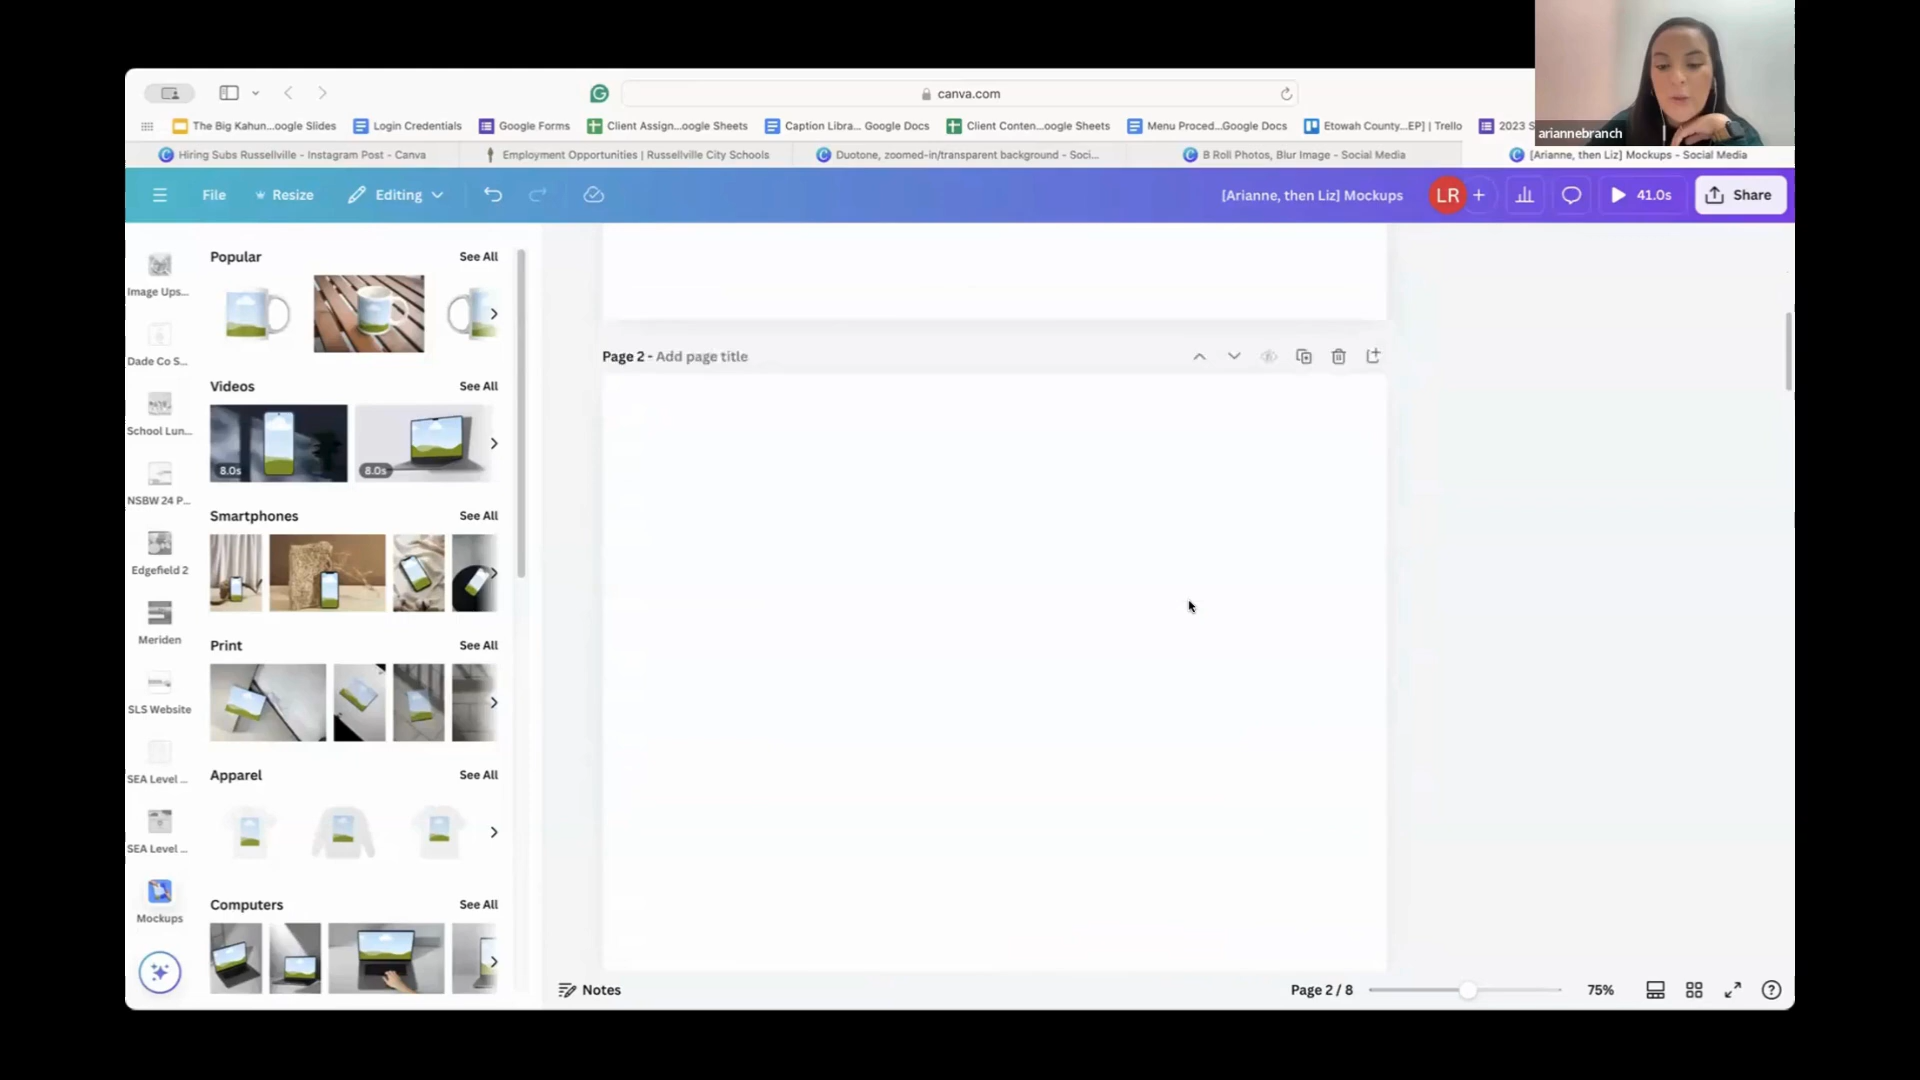 canva.com
The Big Kahun...oogle Slides
Login Credentials
Google Forms
Client Assign...oogle Sheets
Caption Libra... Google Docs
Client Conten...oogle Sheets
Menu Proced...Google Docs
Etowah County...EP] | Trello
2023 S
ariannebranch
Hiring Subs Russellville - Instagram Post - Canva
Employment Opportunities | Russellville City Schools
Duotone, zoomed-in/transparent background - Soci...
B Roll Photos, Blur Image - Social Media
[Arianne, then Liz] Mockups - Social Media
File
Resize
Editing
[Arianne, then Liz] Mockups
LR
41.0s
Share
Image Ups...
Dade Co S...
School Lun...
NSBW 24 P...
Edgefield 2
Meriden
SLS Website
SEA Level ...
SEA Level ...
Mockups
Popular
See All
Videos
See All
8.0s
8.0s
Smartphones
See All
Print
See All
Apparel
See All
Computers
See All
Page 2 - Add page title
Notes
Page 2 / 8
75%